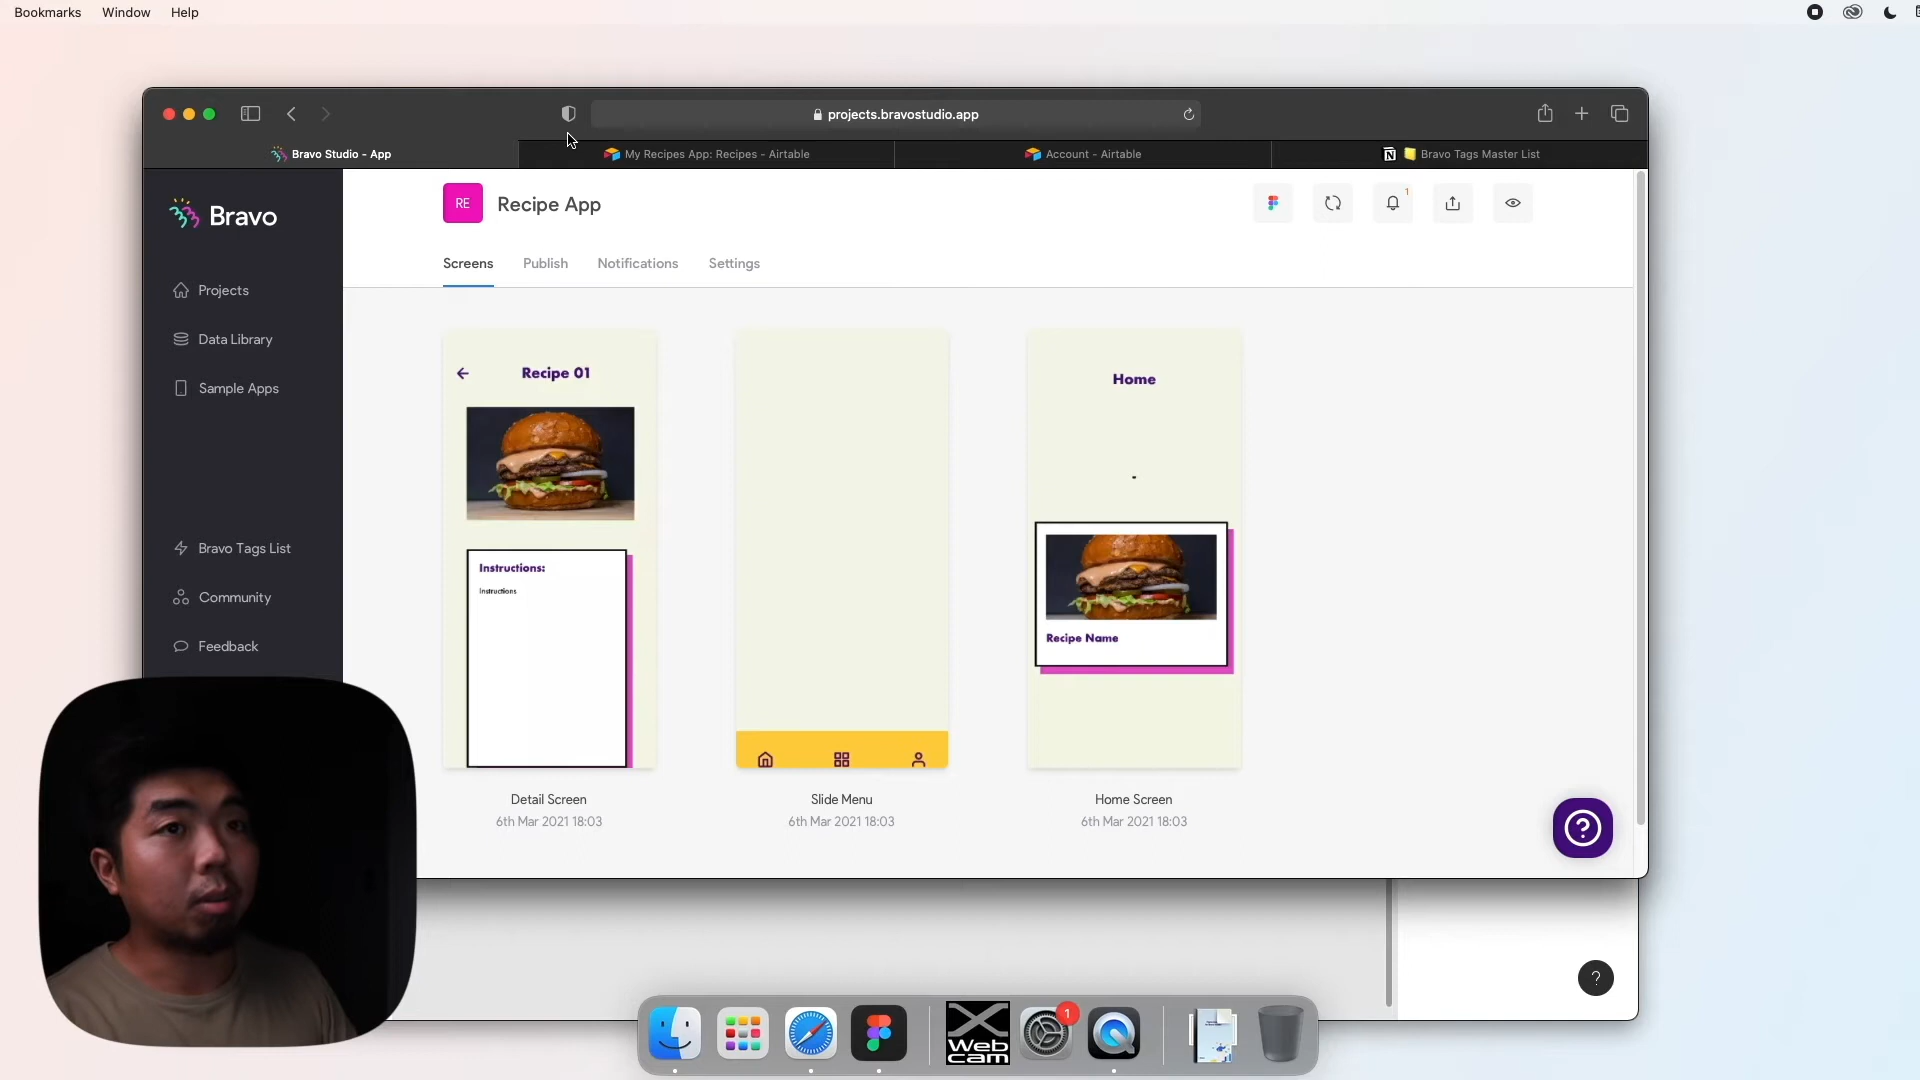 Bookmarks Window Help
projects.bravostudio.app
Bravo Studio - App
My Recipes App: Recipes - Airtable
Account - Airtable
Bravo Tags Master List
Bravo
RE
Recipe App
1
Screens
Publish
Notifications
Settings
Projects
Data Library
Sample Apps
Bravo Tags List
Community
Feedback
Recipe 01
Instructions:
Instructions
Home
Recipe Name
Detail Screen
6th Mar 2021 18:03
Slide Menu
6th Mar 2021 18:03
Home Screen
6th Mar 2021 18:03
?
?
X
Web
cam
1